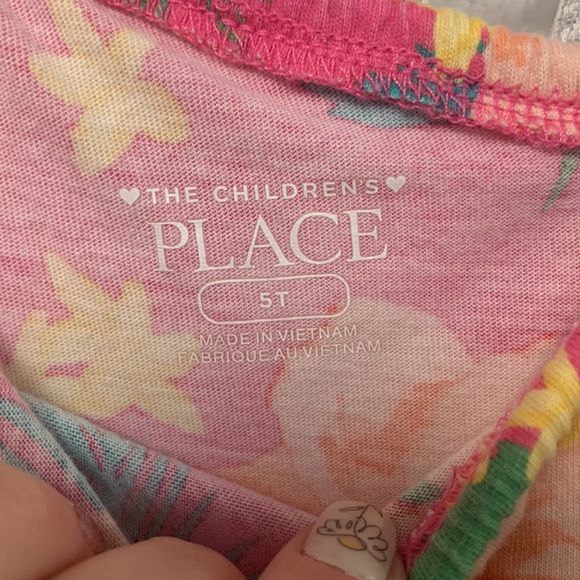 THE CHILDREN'S
PLACE
5T
MADE IN VIETNAM
FABRIQUE AU VIETNAM